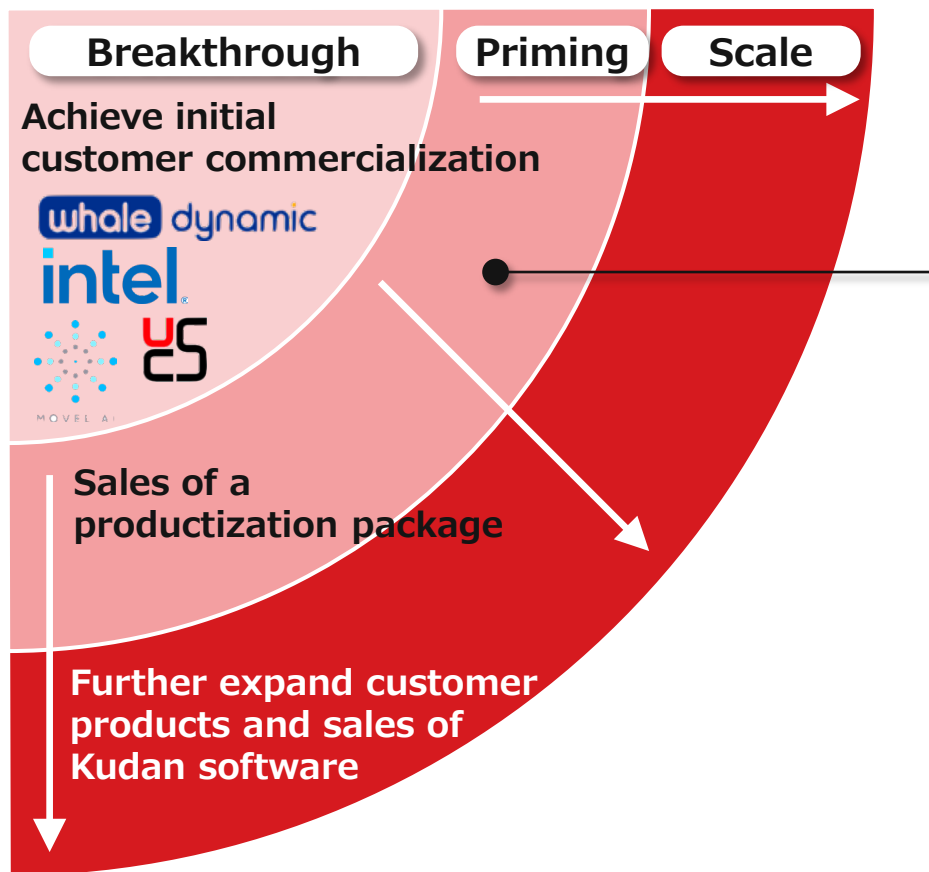 Breakthrough
Priming
Scale
Achieve initial
customer commercialization
whale dynamic
intel
UCS
MOVEL AI
Sales of a
productization package
Further expand customer
products and sales of
Kudan software